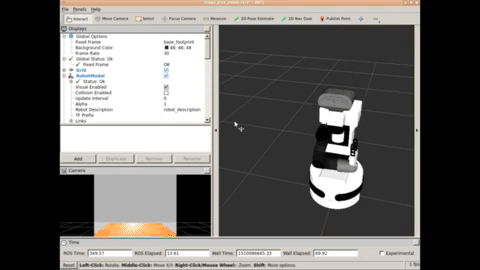 File Panels Help
Interact Move Camera Select Focus Camera Measure 2D Pose Estimate 2D Nav Goal Publish Point
Displays
Global Options
Fixed Frame base_footprint
Background Color 48; 48; 48
Frame Rate 30
Global Status: Ok
Fixed Frame OK
Grid
RobotModel
Status: Ok
Visual Enabled
Collision Enabled
Update Interval 0
Alpha 1
Robot Description robot_description
TF Prefix
Links
Add Duplicate Remove Rename
Camera
Time
ROS Time: 349.57 ROS Elapsed: 13.61 Wall Time: Wall Elapsed: 49.92 Experimental
Reset Left-Click: Rotate. Middle-Click: Move X/Y. Right-Click/Mouse Wheel: Zoom. Shift: More options. 1 fps